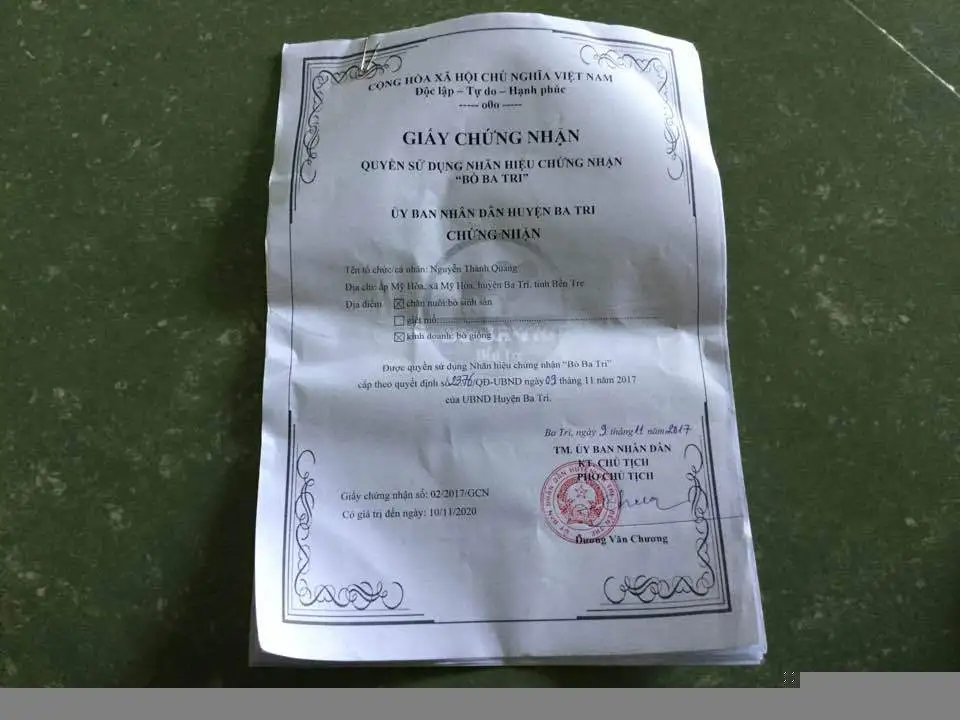 CỘNG HÒA XÃ HỘI CHỦ NGHĨA VIỆT NAM
Độc lập – Tự do – Hạnh phúc
----- o0o -----
GIẤY CHỨNG NHẬN
QUYỀN SỬ DỤNG NHÃN HIỆU CHỨNG NHẬN
“BÒ BA TRI”
ỦY BAN NHÂN DÂN HUYỆN BA TRI
CHỨNG NHẬN
Tên tổ chức/cá nhân: Nguyễn Thành Quang
Địa chỉ: ấp Mỹ Hòa, xã Mỹ Hòa, huyện Ba Tri, tỉnh Bến Tre
Địa điểm ☒ chăn nuôi: bò sinh sản
☐ giết mổ:
☒ kinh doanh: bò giống
Được quyền sử dụng Nhãn hiệu chứng nhận “Bò Ba Tri”
cấp theo quyết định số 2976/QĐ-UBND ngày 09 tháng 11 năm 2017
của UBND Huyện Ba Tri.
Ba Tri, ngày 9 tháng 11 năm 2017
TM. ỦY BAN NHÂN DÂN
KT. CHỦ TỊCH
PHÓ CHỦ TỊCH
Giấy chứng nhận số: 02/2017/GCN
Có giá trị đến ngày: 10/11/2020
Dương Văn Chương